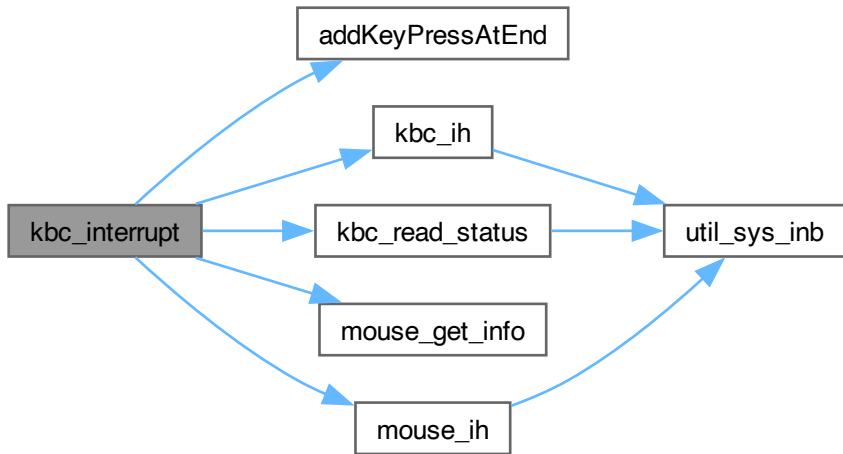 addKeyPressAtEnd
kbc_ih
kbc_interrupt
kbc_read_status
util_sys_inb
mouse_get_info
mouse_ih